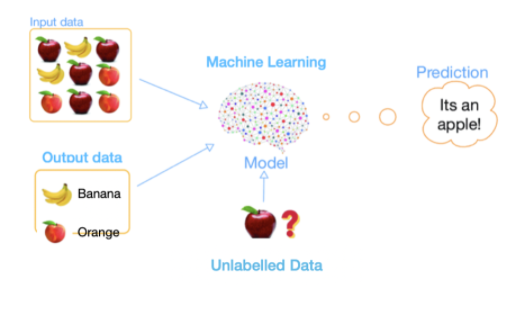 Input data
Machine Learning
Prediction
Its an
apple!
Output data
Model
Banana
?
Orange
Unlabelled Data